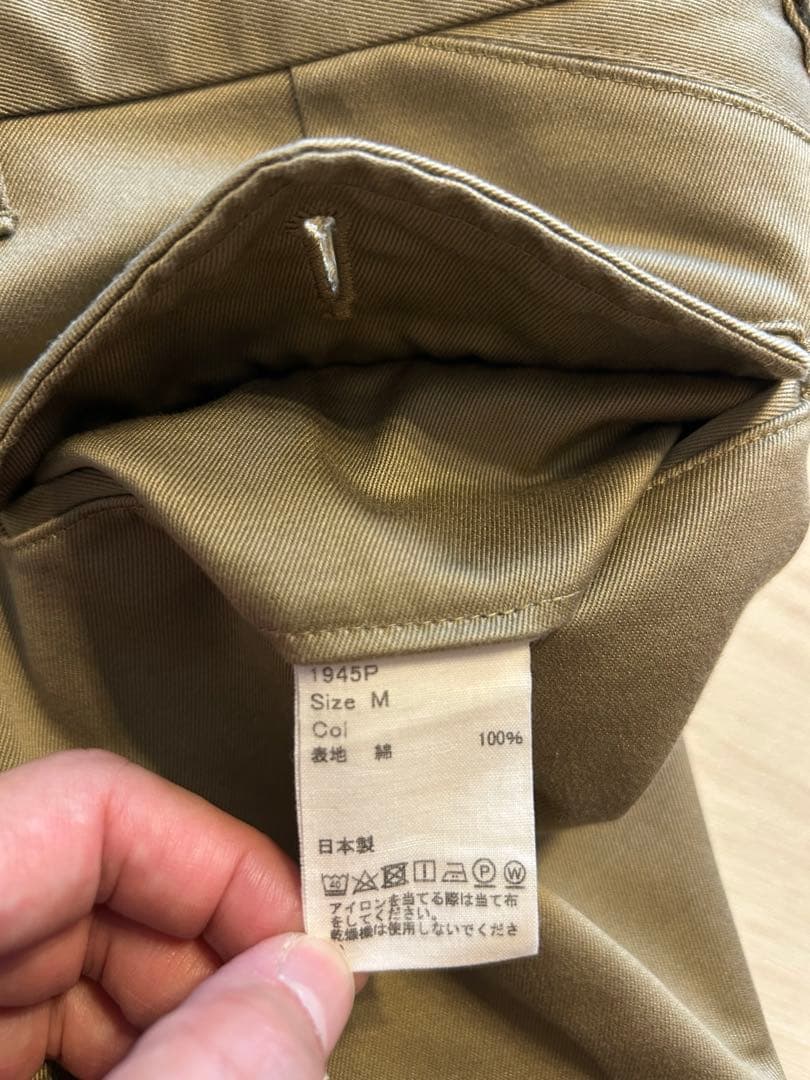 1945P
Size M
Col
表地 綿 100%
日本製
40 P W
アイロンを当てる際は当て布
をしてください。
乾燥機は使用しないでくださ
い